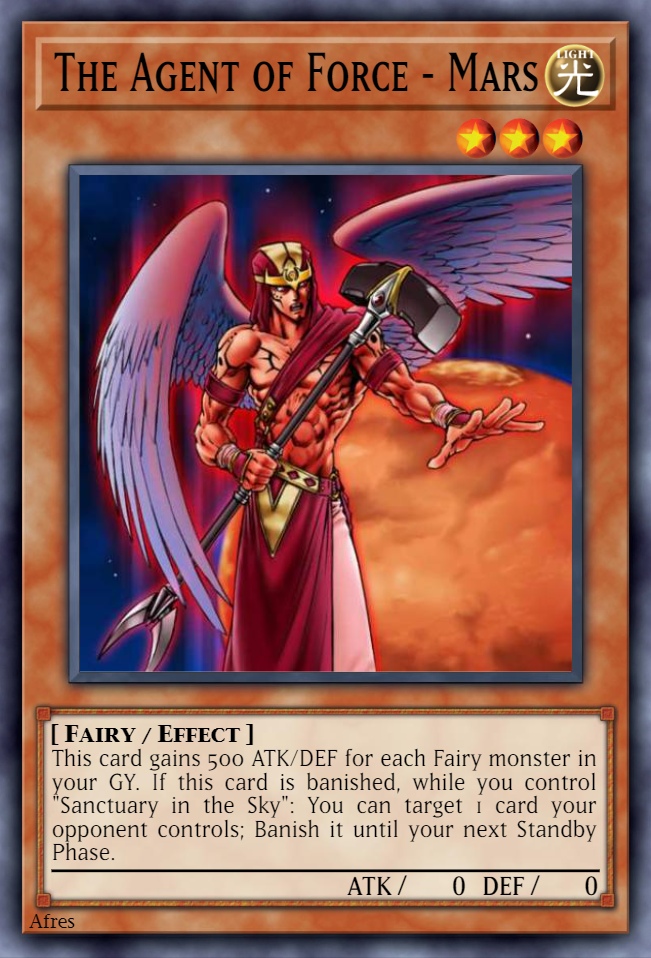 The Agent of Force - Mars
LIGHT
光
[ Fairy / Effect ]
This card gains 500 ATK/DEF for each Fairy monster in
your GY. If this card is banished, while you control
"Sanctuary in the Sky": You can target 1 card your
opponent controls; Banish it until your next Standby
Phase.
ATK / 0 DEF / 0
Afres